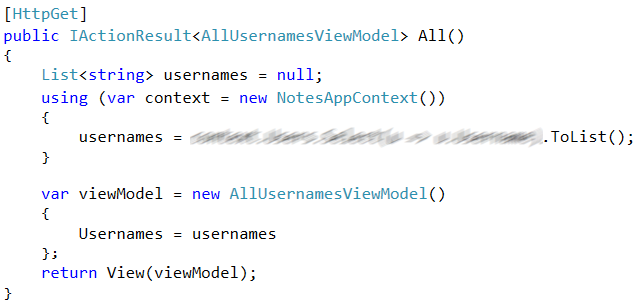 [HttpGet]
public IActionResult<AllUsernamesViewModel> All()
{
    List<string> usernames = null;
    using (var context = new NotesAppContext())
    {
        usernames = .ToList();
    }

    var viewModel = new AllUsernamesViewModel()
    {
        Usernames = usernames
    };
    return View(viewModel);
}